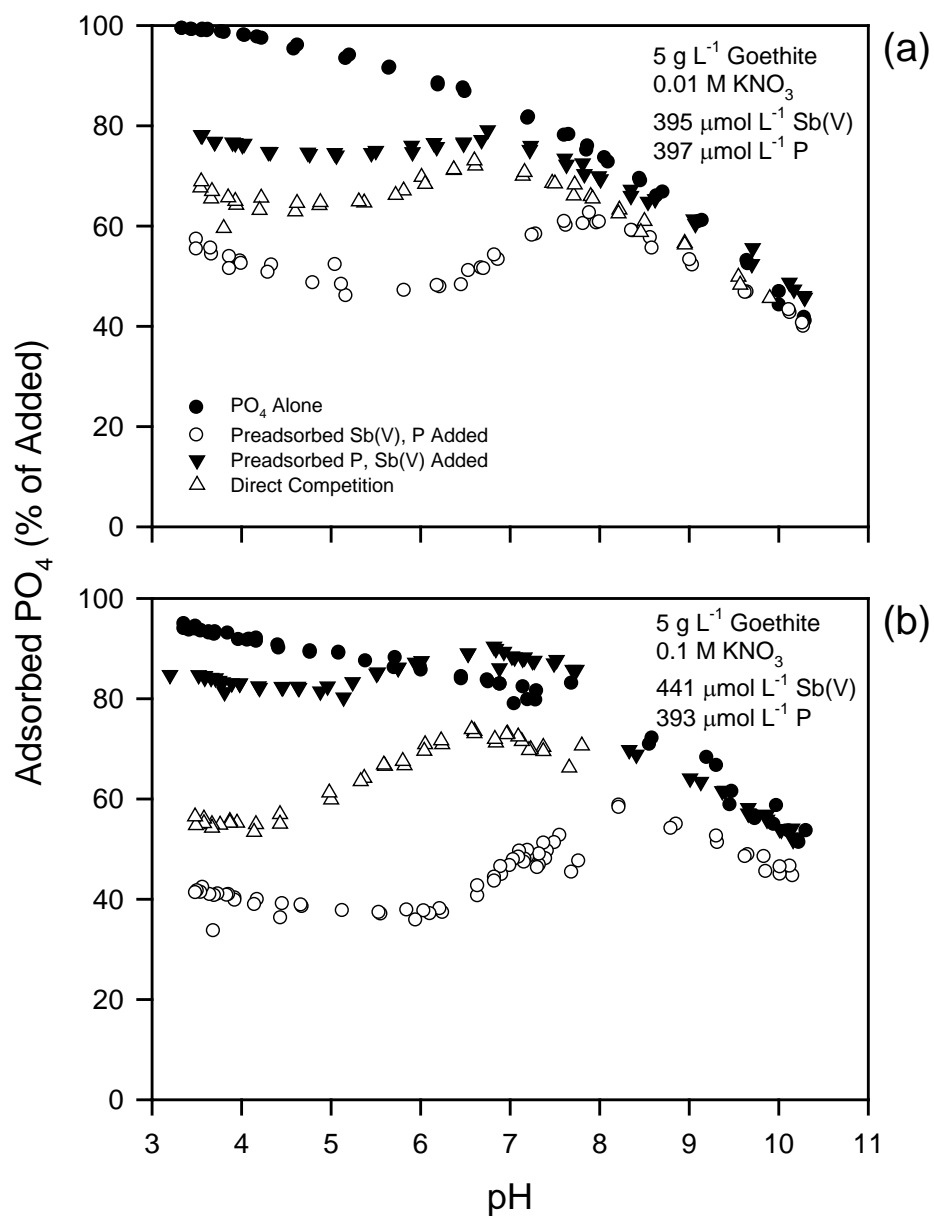 100
80
60
40
20
0
(a)
5 g L⁻¹ Goethite
0.01 M KNO₃
395 μmol L⁻¹ Sb(V)
397 μmol L⁻¹ P
PO₄ Alone
Preadsorbed Sb(V), P Added
Preadsorbed P, Sb(V) Added
Direct Competition
Adsorbed PO₄ (% of Added)
100
80
60
40
20
0
(b)
5 g L⁻¹ Goethite
0.1 M KNO₃
441 μmol L⁻¹ Sb(V)
393 μmol L⁻¹ P
3 4 5 6 7 8 9 10 11
pH